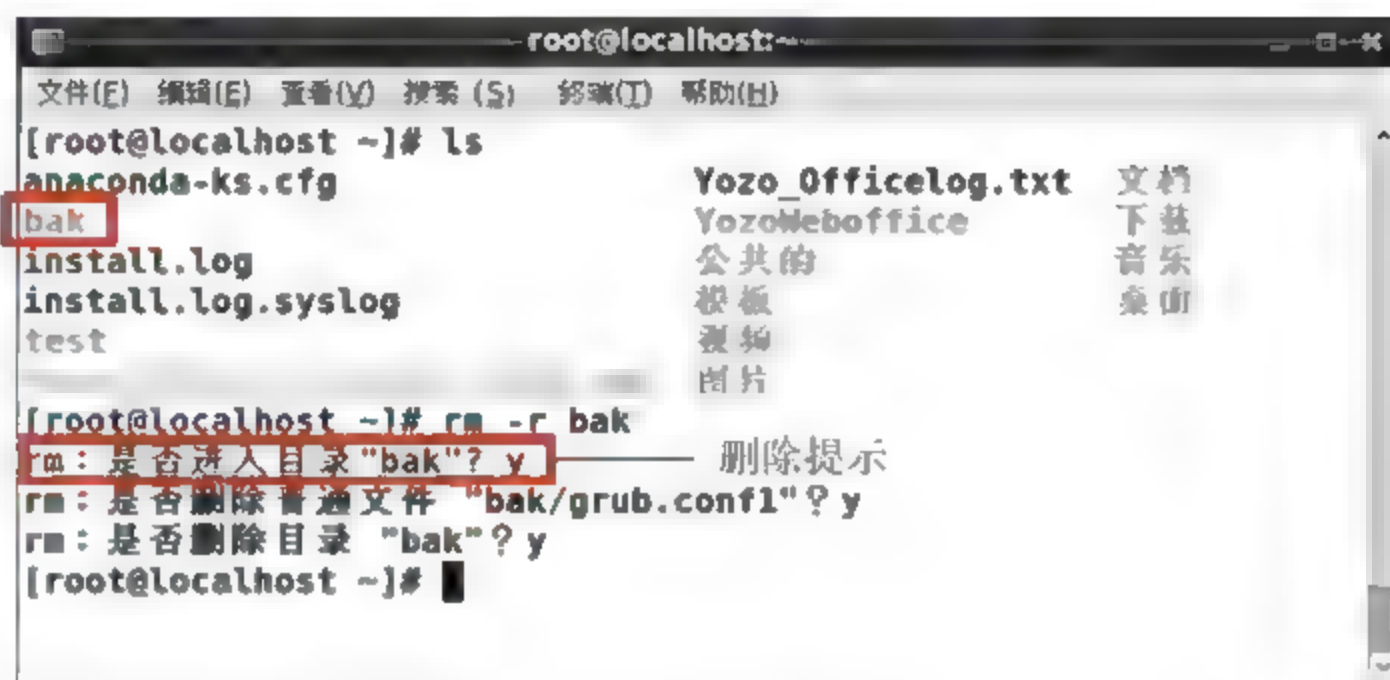 root@localhost:~
文件(F) 编辑(E) 查看(V) 搜索 (S) 终端(T) 帮助(H)
[root@localhost ~]# ls
anaconda-ks.cfg Yozo_Officelog.txt 文档
bak YozoWeboffice 下载
install.log 公共的 音乐
install.log.syslog 模板 桌面
test 视频
图片
[root@localhost ~]# rm -r bak
rm：是否进入目录"bak"? y 删除提示
rm：是否删除普通文件 "bak/grub.conf1"？y
rm：是否删除目录 "bak"？y
[root@localhost ~]#